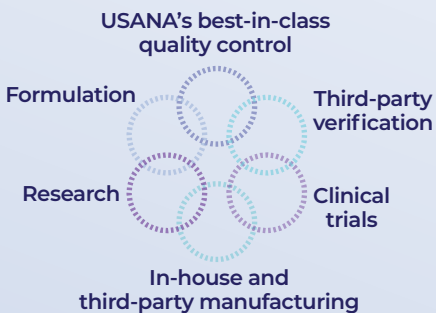 USANA’s best-in-class
quality control
Formulation
Third-party
verification
Research
Clinical
trials
In-house and
third-party manufacturing